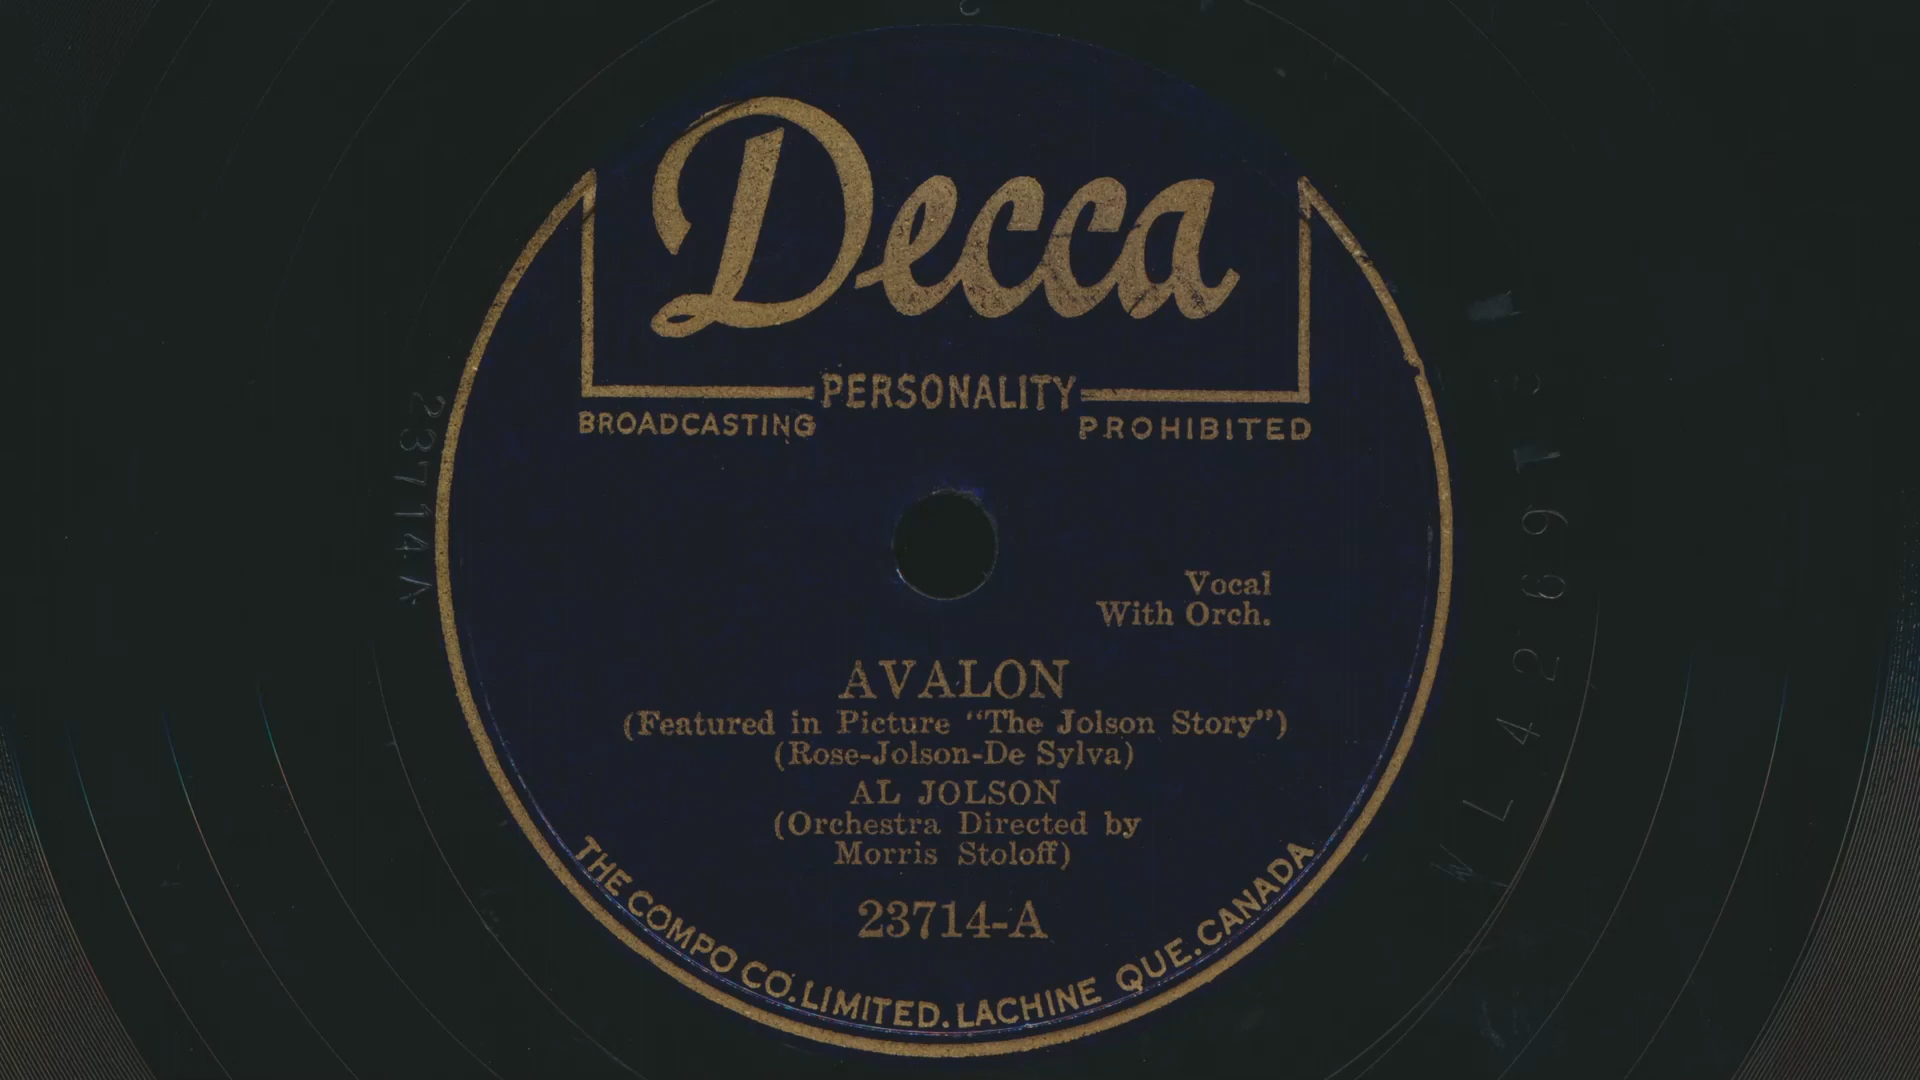 Decca
PERSONALITY
BROADCASTING PROHIBITED
Vocal
With Orch.
AVALON
(Featured in Picture “The Jolson Story”)
(Rose-Jolson-De Sylva)
AL JOLSON
(Orchestra Directed by
Morris Stoloff)
23714-A
THE COMPO CO. LIMITED. LACHINE QUE. CANADA
23714A